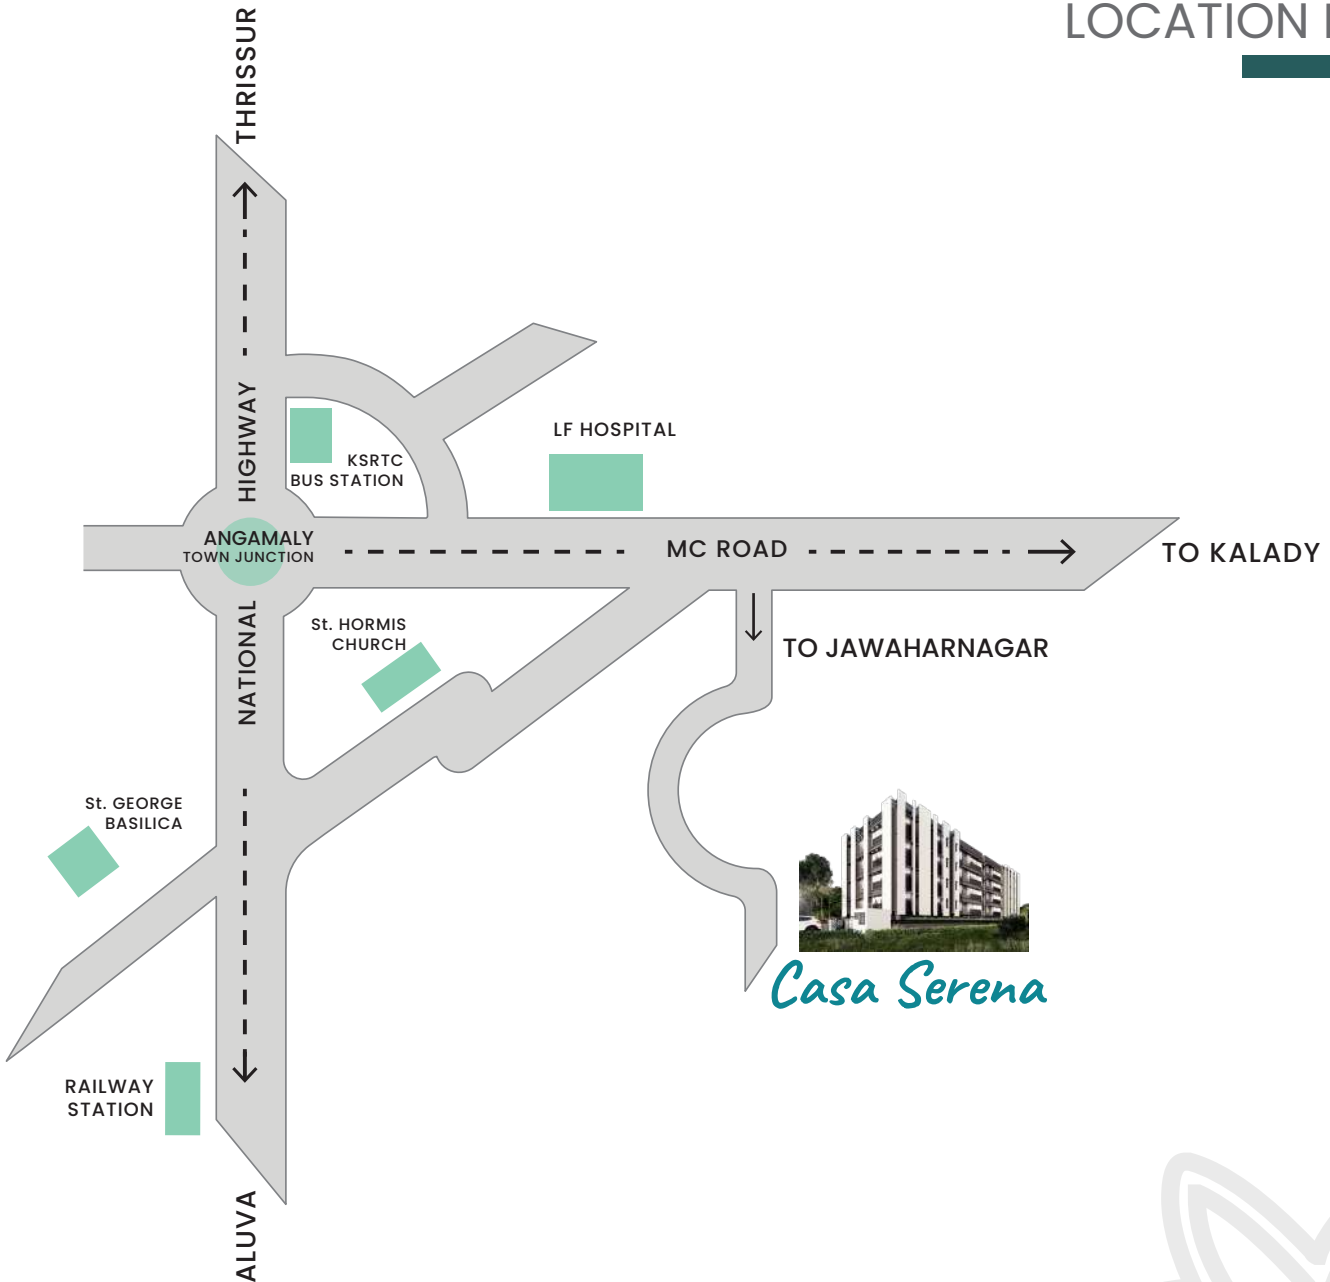 LOCATION
THRISSUR
HIGHWAY
KSRTC
BUS STATION
LF HOSPITAL
ANGAMALY
TOWN JUNCTION
MC ROAD
TO KALADY
NATIONAL
St. HORMIS
CHURCH
TO JAWAHARNAGAR
St. GEORGE
BASILICA
Casa Serena
RAILWAY
STATION
ALUVA